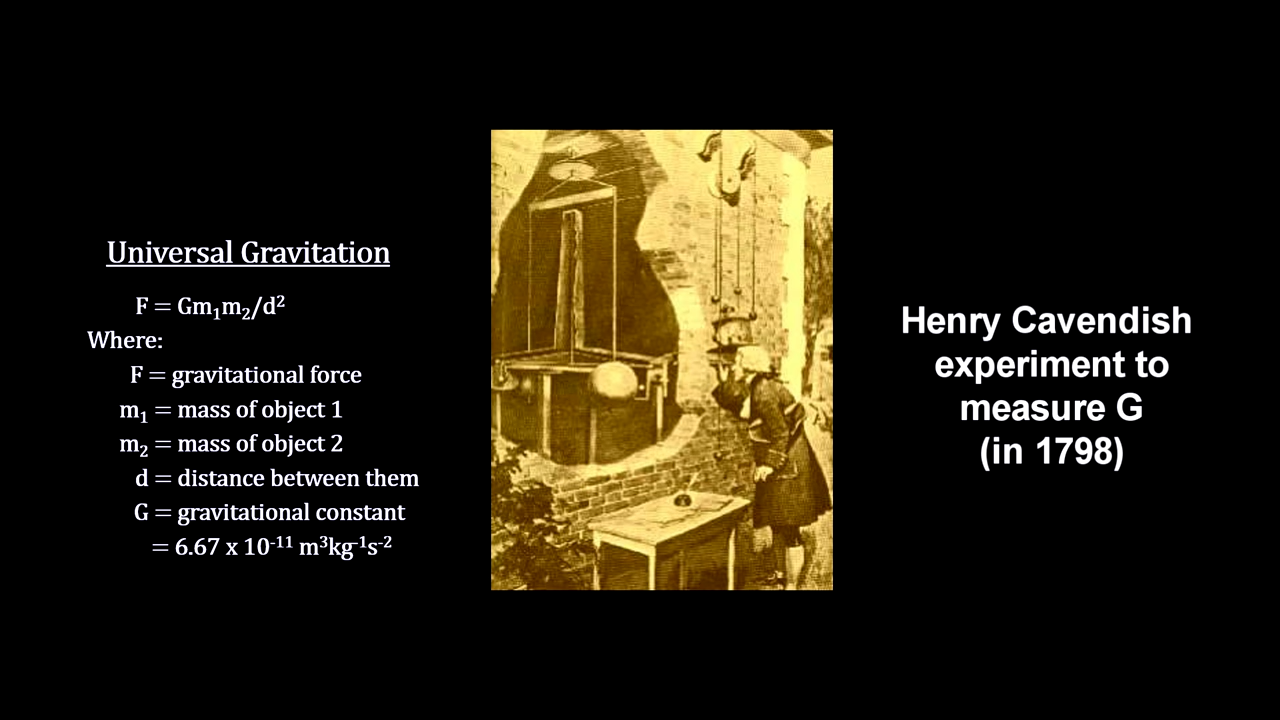 Universal Gravitation
F = Gm₁m₂/d²
Where:
F = gravitational force
m₁ = mass of object 1
m₂ = mass of object 2
d = distance between them
G = gravitational constant
= 6.67 x 10⁻¹¹ m³kg⁻¹s⁻²
Henry Cavendish
experiment to
measure G
(in 1798)